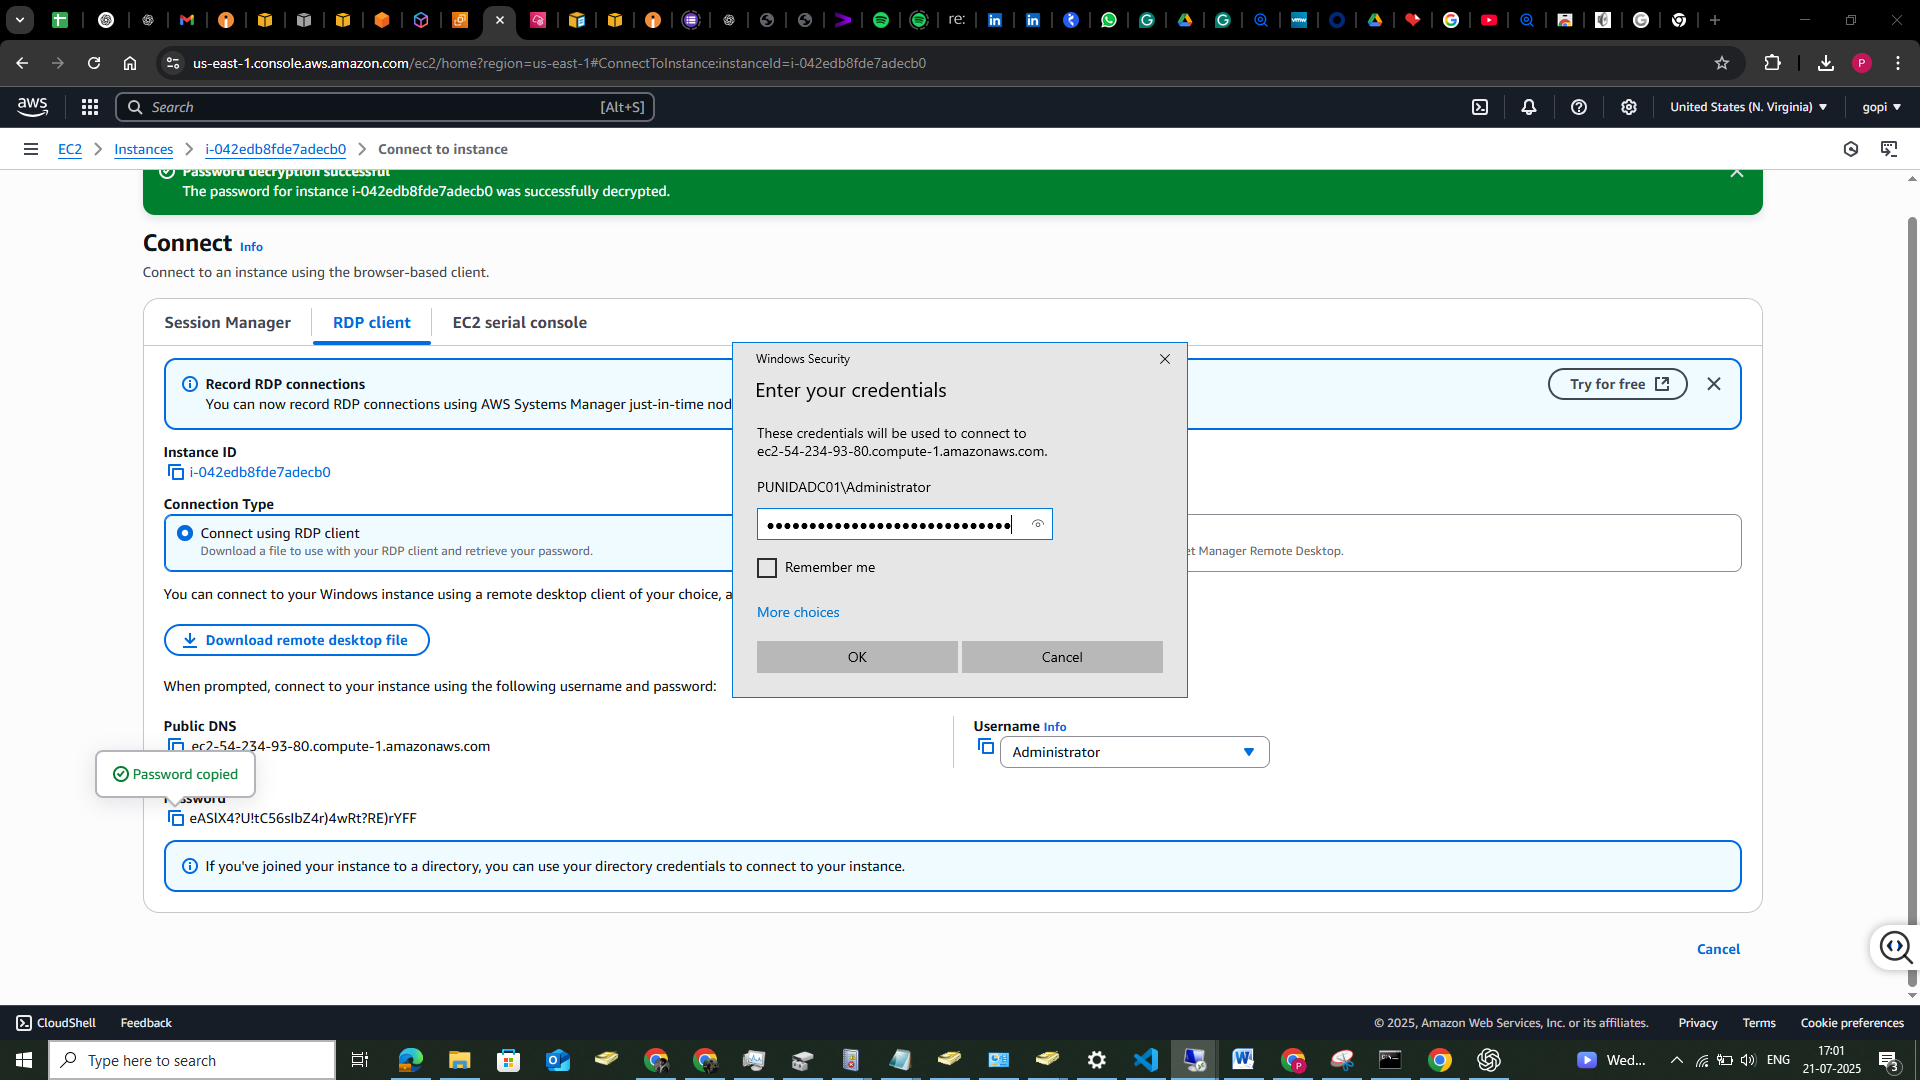 re:
us-east-1.console.aws.amazon.com/ec2/home?region=us-east-1#ConnectToInstance:instanceId=i-042edb8fde7adecb0
P
aws
Search
[Alt+S]
United States (N. Virginia)
gopi
EC2
Instances
i-042edb8fde7adecb0
Connect to instance
Password decryption successful
The password for instance i-042edb8fde7adecb0 was successfully decrypted.
Connect Info
Connect to an instance using the browser-based client.
Session Manager
RDP client
EC2 serial console
Record RDP connections
You can now record RDP connections using AWS Systems Manager just-in-time nod
Try for free
Instance ID
i-042edb8fde7adecb0
Connection Type
Connect using RDP client
Download a file to use with your RDP client and retrieve your password.
et Manager Remote Desktop.
You can connect to your Windows instance using a remote desktop client of your choice, a
Download remote desktop file
When prompted, connect to your instance using the following username and password:
Windows Security
Enter your credentials
These credentials will be used to connect to
ec2-54-234-93-80.compute-1.amazonaws.com.
PUNIDADC01\Administrator
Remember me
More choices
OK
Cancel
Public DNS
ec2-54-234-93-80.compute-1.amazonaws.com
Username Info
Administrator
Password copied
Password
eASlX4?U!tC56sIbZ4r)4wRt?RE)rYFF
If you've joined your instance to a directory, you can use your directory credentials to connect to your instance.
Cancel
CloudShell
Feedback
© 2025, Amazon Web Services, Inc. or its affiliates.
Privacy
Terms
Cookie preferences
Type here to search
Wed...
ENG
17:01
21-07-2025
3